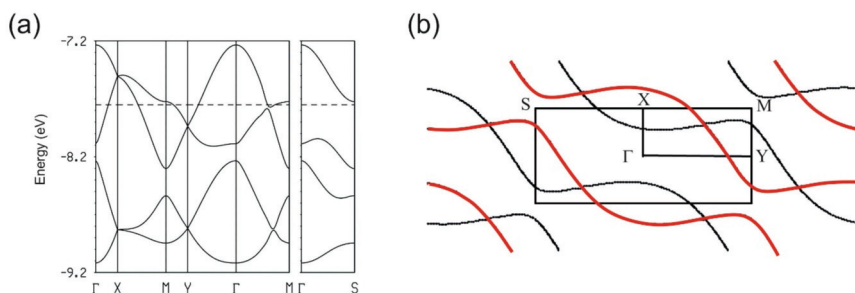 (a)
-7.2
-8.2
-9.2
Energy (eV)
Γ X M Y Γ M Γ S
(b)
S X M
Γ Y